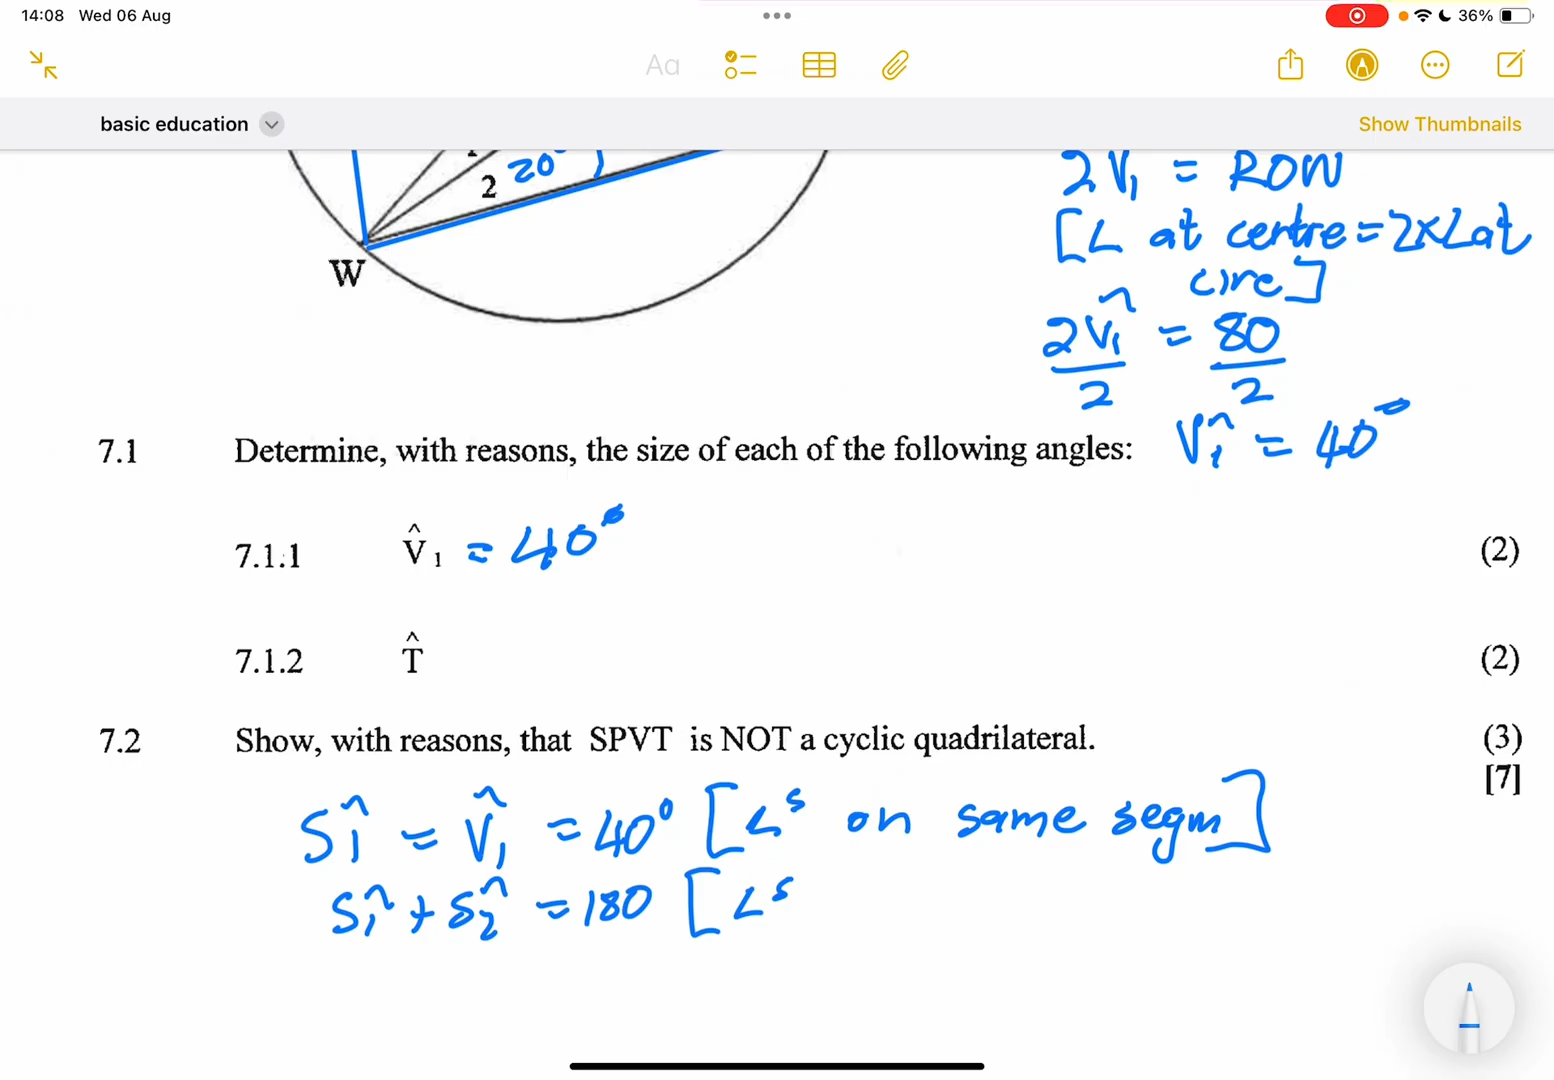 14:08 Wed 06 Aug
36%
Aa
basic education
Show Thumbnails
20°
2
W
2V₁ = ROW
[∠ at centre = 2×∠ at
circ]
2V̂₁ = 80
2 2
V̂₁ = 40°
7.1 Determine, with reasons, the size of each of the following angles:
7.1.1 V̂₁ = 40° (2)
7.1.2 T̂ (2)
7.2 Show, with reasons, that SPVT is NOT a cyclic quadrilateral. (3)
[7]
Ŝ₁ = V̂₁ = 40° [∠ˢ on same segm]
Ŝ₁ + Ŝ₂ = 180 [∠ˢ